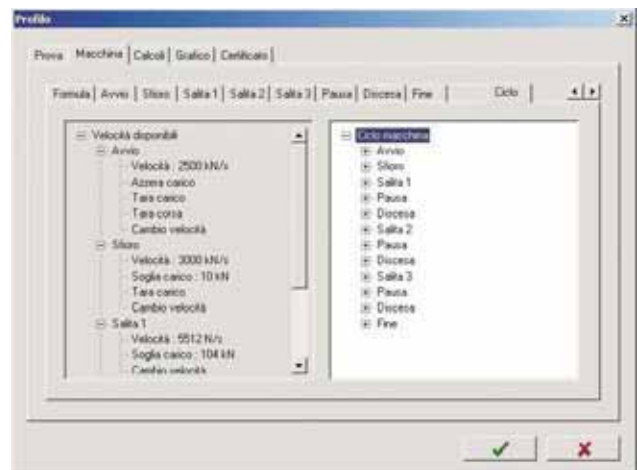 Profilo
Prova Macchina Calcoli Grafico Certificato
Formula Avvio Sfioro Salita 1 Salita 2 Salita 3 Pausa Discesa Fine Ciclo
Velocità disponibili
Avvio
Velocità : 2500 kN/s
Azzera carico
Tara carico
Tara corsa
Cambio velocità
Sfioro
Velocità : 3000 kN/s
Soglia carico : 10 kN
Tara carico
Cambio velocità
Salita 1
Velocità : 5512 N/s
Soglia carico : 104 kN
Cambio velocità
Ciclo macchina
Avvio
Sfioro
Salita 1
Pausa
Discesa
Salita 2
Pausa
Discesa
Salita 3
Pausa
Discesa
Fine